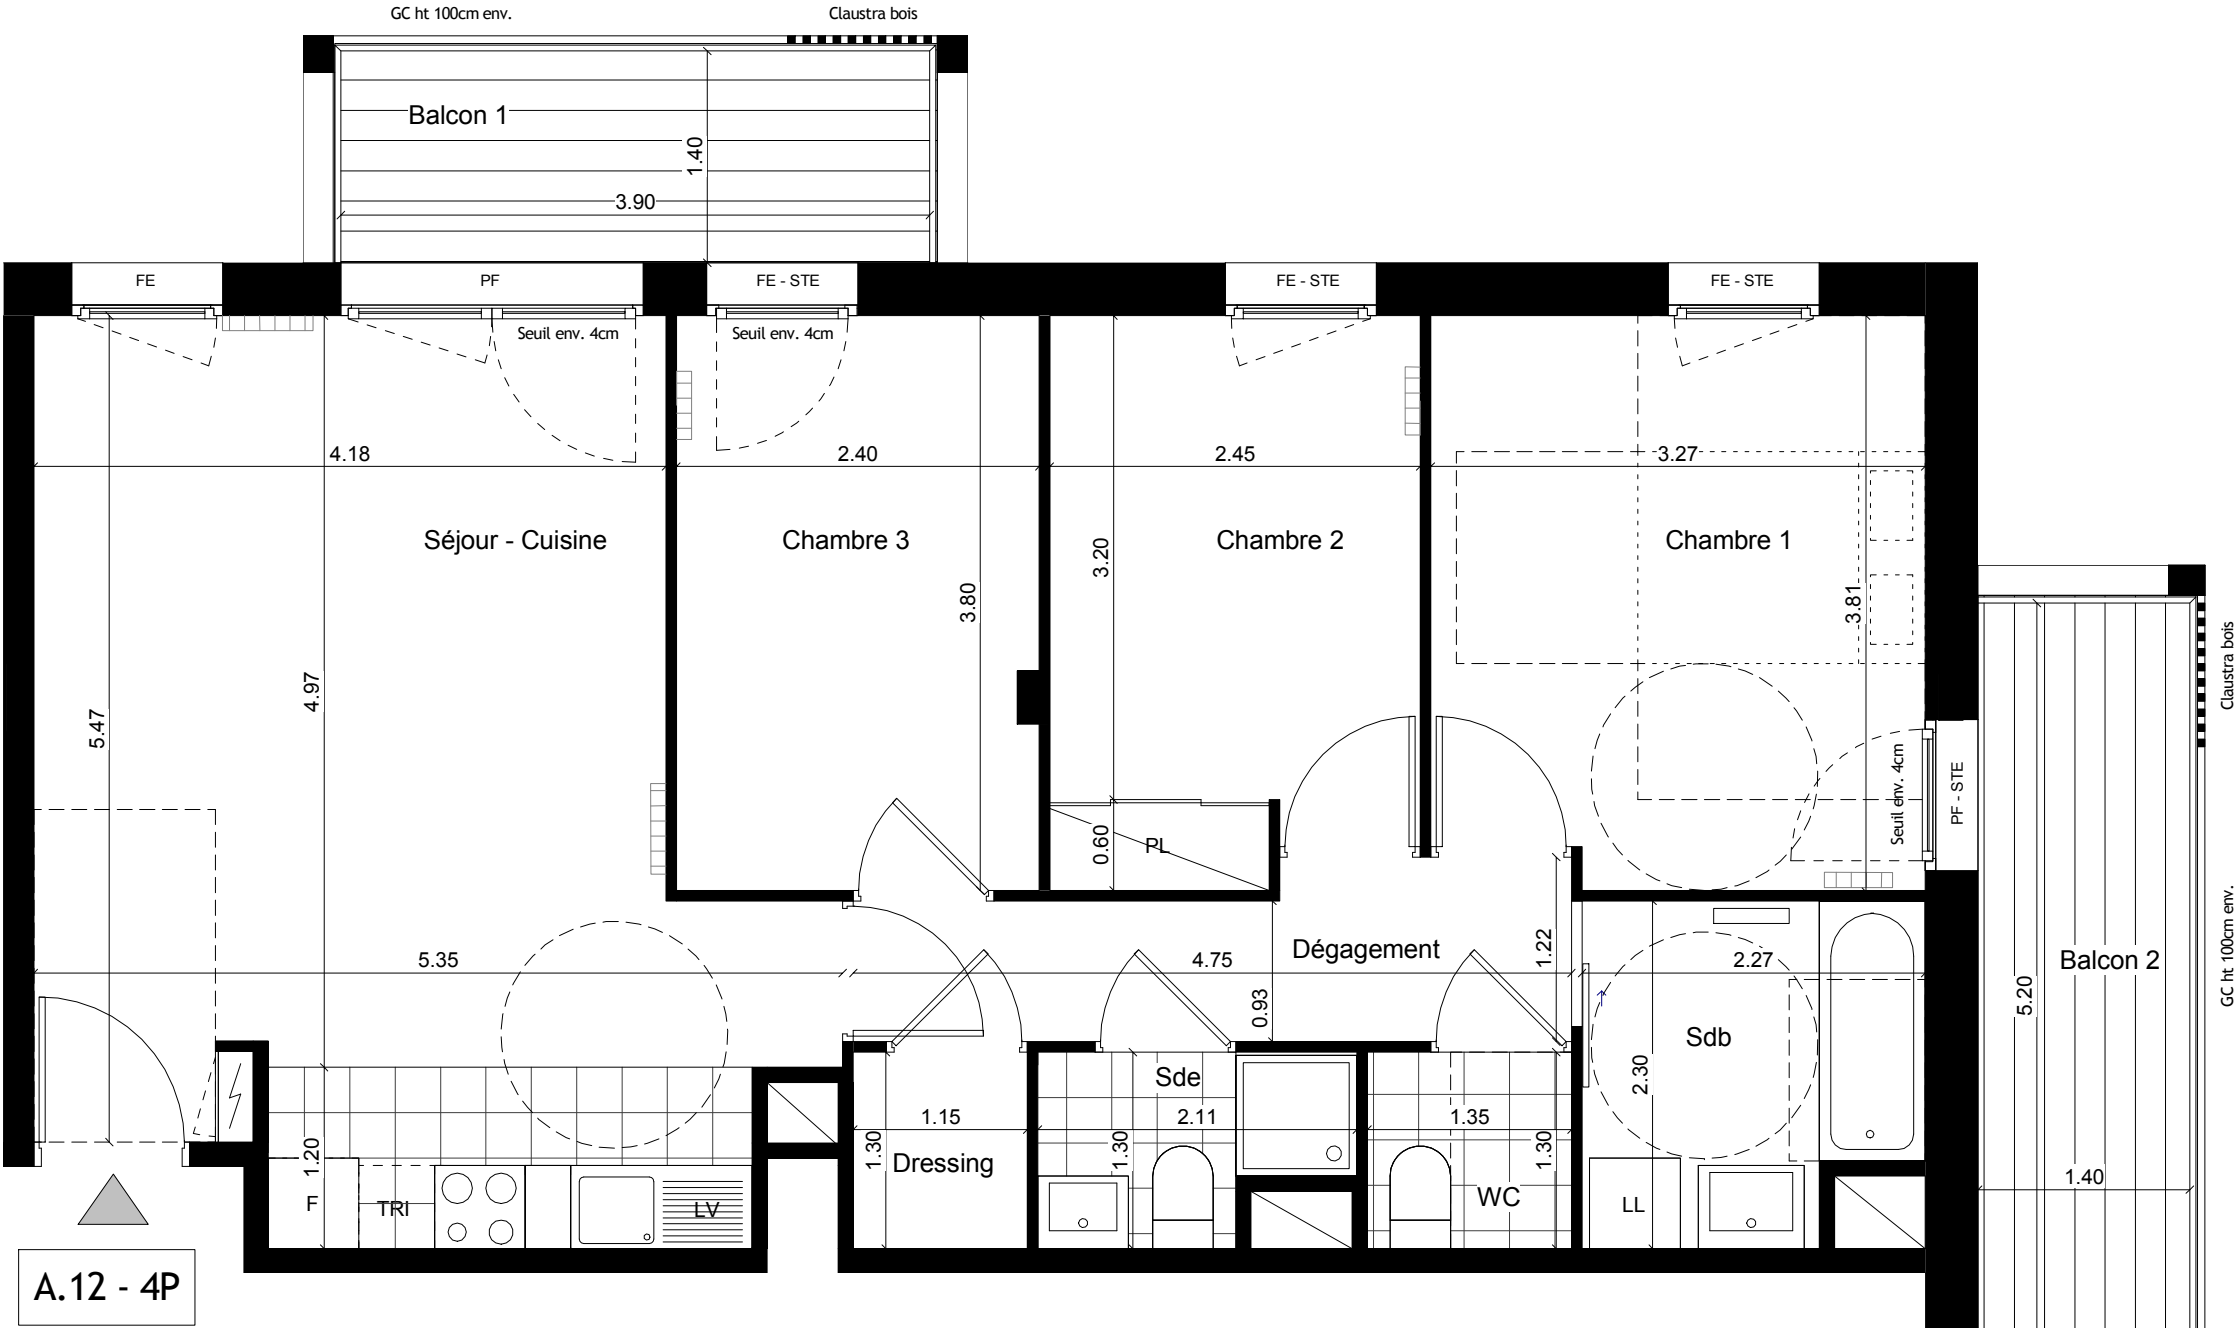 GC ht 100cm env.
Claustra bois
Balcon 1
1.40
3.90
FE
PF
FE - STE
FE - STE
FE - STE
Seuil env. 4cm
Seuil env. 4cm
4.18
2.40
2.45
3.27
Séjour - Cuisine
Chambre 3
Chambre 2
Chambre 1
3.20
3.80
3.81
Claustra bois
4.97
5.47
Seuil env. 4cm
PF - STE
0.60
PL
GC ht 100cm env.
5.35
4.75
Dégagement
1.22
2.27
Balcon 2
0.93
5.20
Sdb
2.30
Sde
1.15
2.11
1.35
1.20
1.30
Dressing
1.30
1.30
1.40
F
TRI
LV
WC
LL
A.12 - 4P